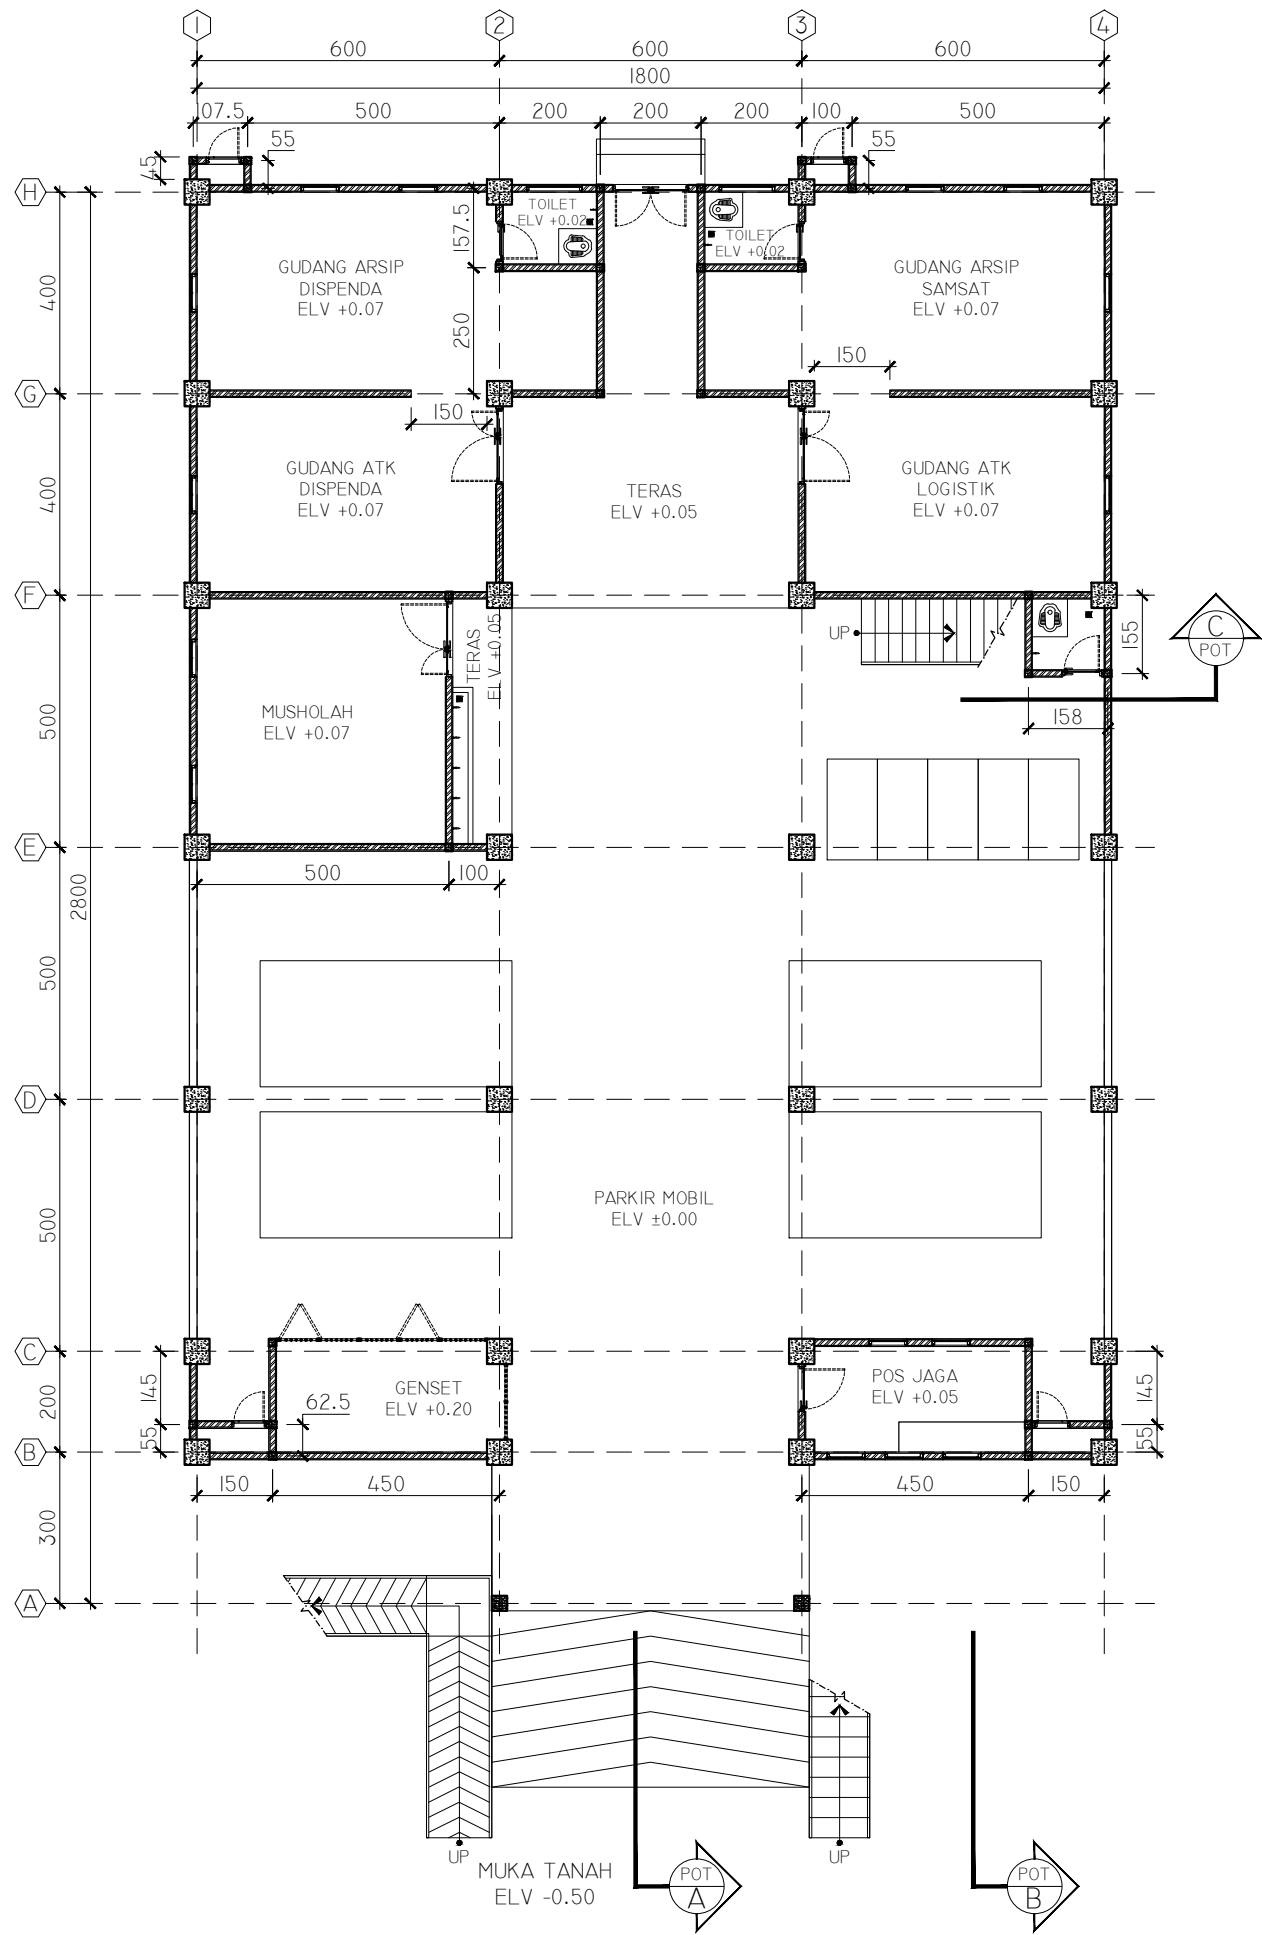 1 2 3 4
600 600 600
1800
107.5 500 200 200 200 100 500
55 55
45
H
TOILET
ELV +0.02
TOILET
ELV +0.02
157.5
GUDANG ARSIP
DISPENDA
ELV +0.07
GUDANG ARSIP
SAMSAT
ELV +0.07
400
250
150
G
150
GUDANG ATK
DISPENDA
ELV +0.07
TERAS
ELV +0.05
GUDANG ATK
LOGISTIK
ELV +0.07
400
F
UP
155
C
POT
TERAS
ELV +0.05
MUSHOLAH
ELV +0.07
500
158
E
500 100
2800
500
D
PARKIR MOBIL
ELV ±0.00
500
C
145
200
55
GENSET
ELV +0.20
62.5
POS JAGA
ELV +0.05
145
55
B
150 450 450 150
300
A
UP
UP
MUKA TANAH
ELV -0.50
POT
A
POT
B